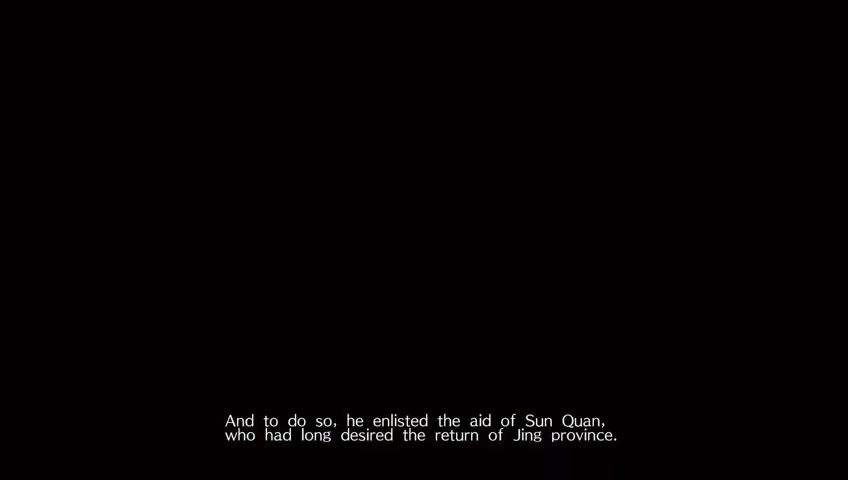 And to do so, he enlisted the aid of Sun Quan,
who had long desired the return of Jing province.